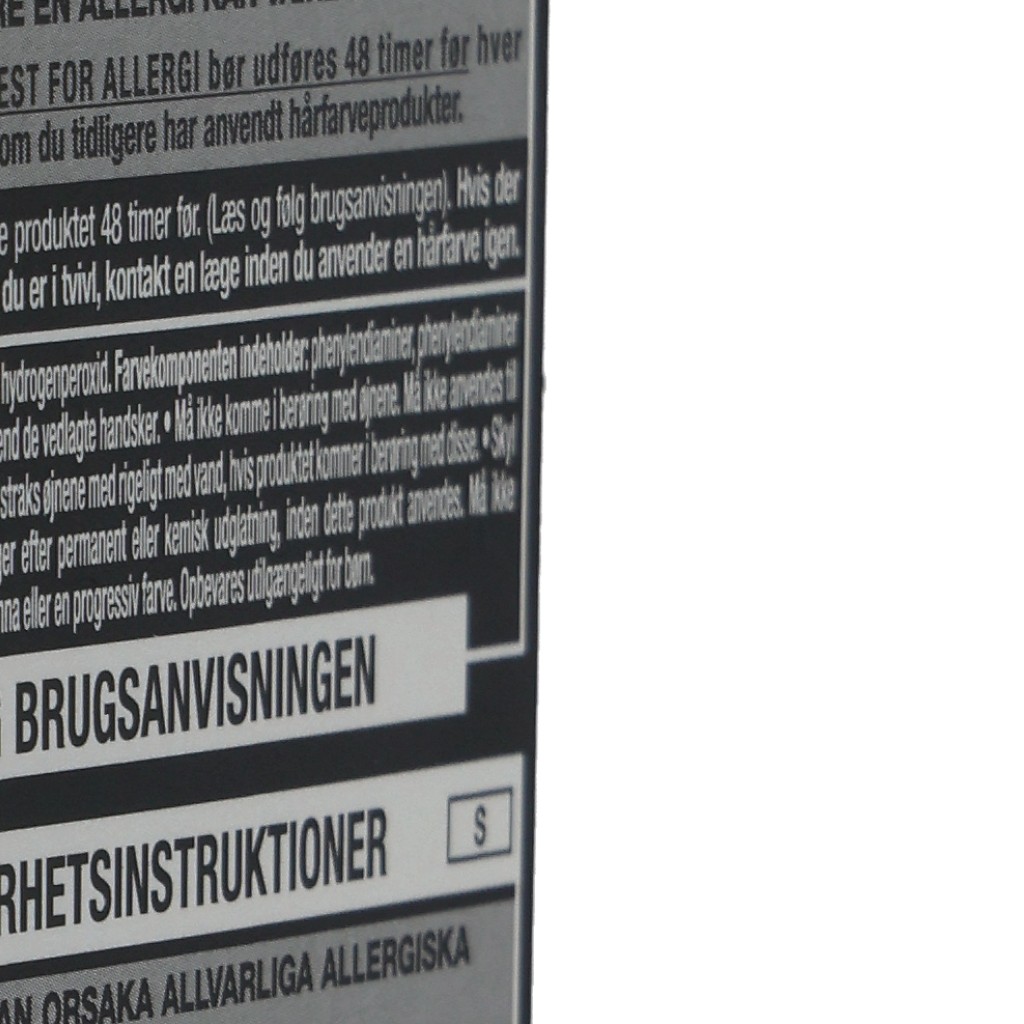 EN ALLERGI KAN
EST FOR ALLERGI bør udføres 48 timer før hver
om du tidligere har anvendt hårfarveprodukter.
e produktet 48 timer før. (Læs og følg brugsanvisningen). Hvis der
du er i tvivl, kontakt en læge inden du anvender en hårfarve igen.
hydrogenperoxid. Farvekomponenten indeholder: phenylendiaminer, phenylendiaminer
end de vedlagte handsker. • Må ikke komme i berøring med øjnene. Må ikke anvendes til
straks øjnene med rigeligt med vand, hvis produktet kommer i berøring med disse. • Skyl
ger efter permanent eller kemisk udglatning, inden dette produkt anvendes. Må ikke
nna eller en progressiv farve. Opbevares utilgængeligt for børn.
BRUGSANVISNINGEN
RHETSINSTRUKTIONER S
AN ORSAKA ALLVARLIGA ALLERGISKA